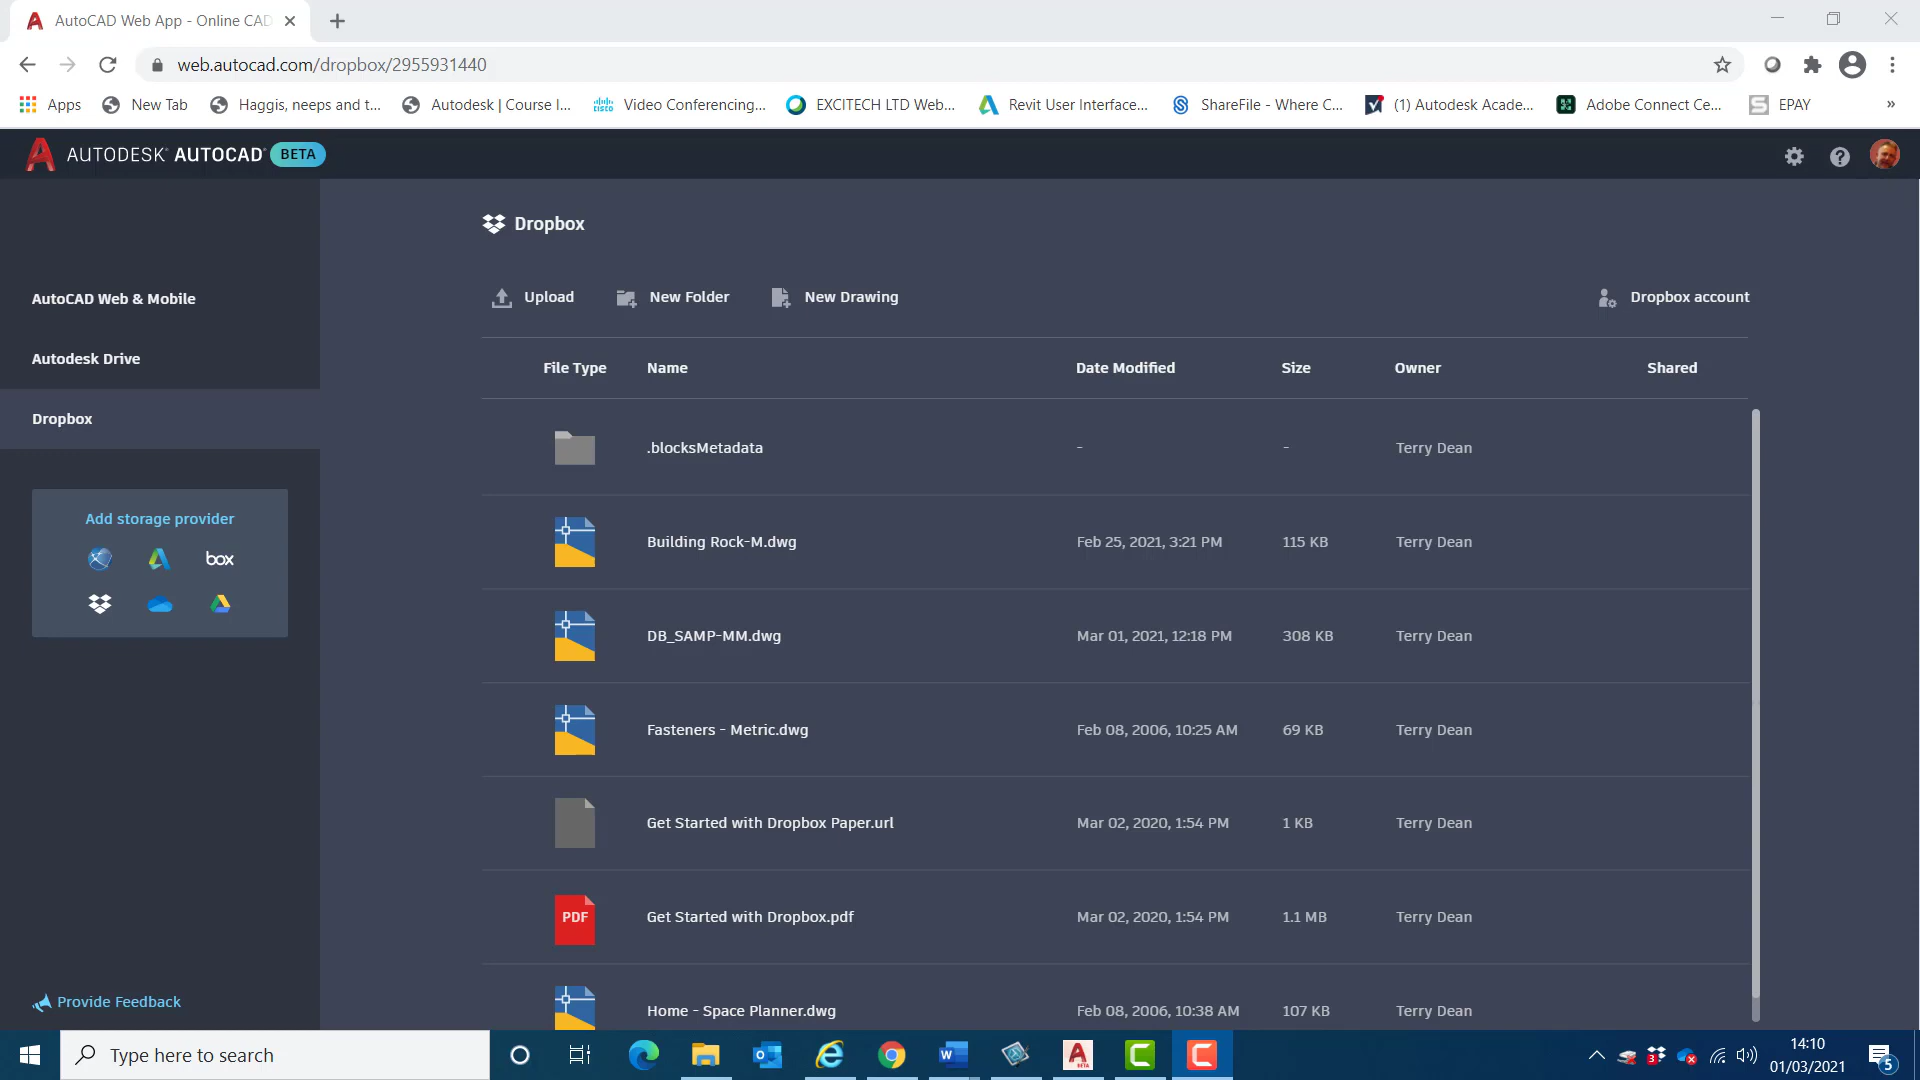 AutoCAD Web App - Online CAD
web.autocad.com/dropbox/2955931440
Apps New Tab Haggis, neeps and t... Autodesk | Course I... Video Conferencing... EXCITECH LTD Web... Revit User Interface... ShareFile - Where C... (1) Autodesk Acade... Adobe Connect Ce... EPAY »
AUTODESK AUTOCAD BETA
Dropbox
Upload New Folder New Drawing Dropbox account
AutoCAD Web & Mobile
Autodesk Drive
Dropbox
Add storage provider
box
Provide Feedback
File Type Name Date Modified Size Owner Shared
.blocksMetadata - - Terry Dean
Building Rock-M.dwg Feb 25, 2021, 3:21 PM 115 KB Terry Dean
DB_SAMP-MM.dwg Mar 01, 2021, 12:18 PM 308 KB Terry Dean
Fasteners - Metric.dwg Feb 08, 2006, 10:25 AM 69 KB Terry Dean
Get Started with Dropbox Paper.url Mar 02, 2020, 1:54 PM 1 KB Terry Dean
PDF Get Started with Dropbox.pdf Mar 02, 2020, 1:54 PM 1.1 MB Terry Dean
Home - Space Planner.dwg Feb 08, 2006, 10:38 AM 107 KB Terry Dean
Type here to search
14:10
01/03/2021
5